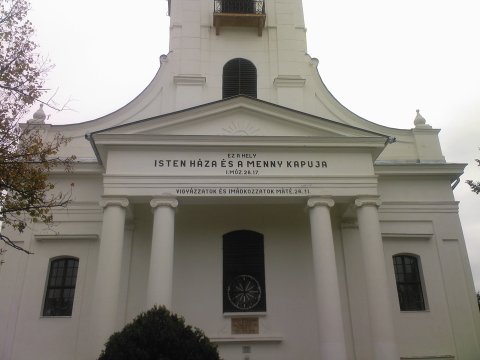 EZ A HELY
ISTEN HÁZA ÉS A MENNY KAPUJA
I.MÓZ.28.17.
VIGYÁZZATOK ÉS IMÁDKOZZATOK MÁTÉ.26.41.